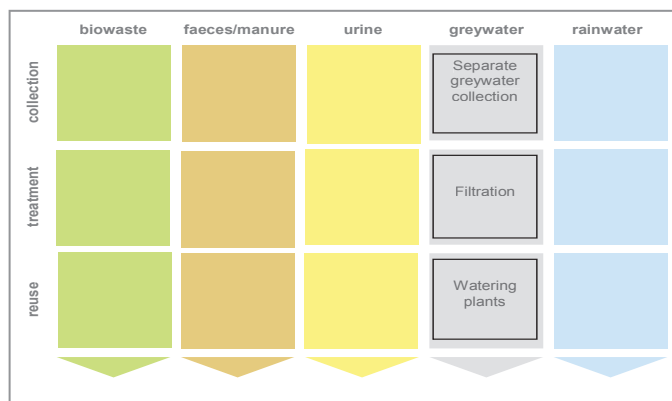 biowaste faeces/manure urine greywater rainwater
collection
Separate
greywater
collection
treatment
Filtration
reuse
Watering
plants